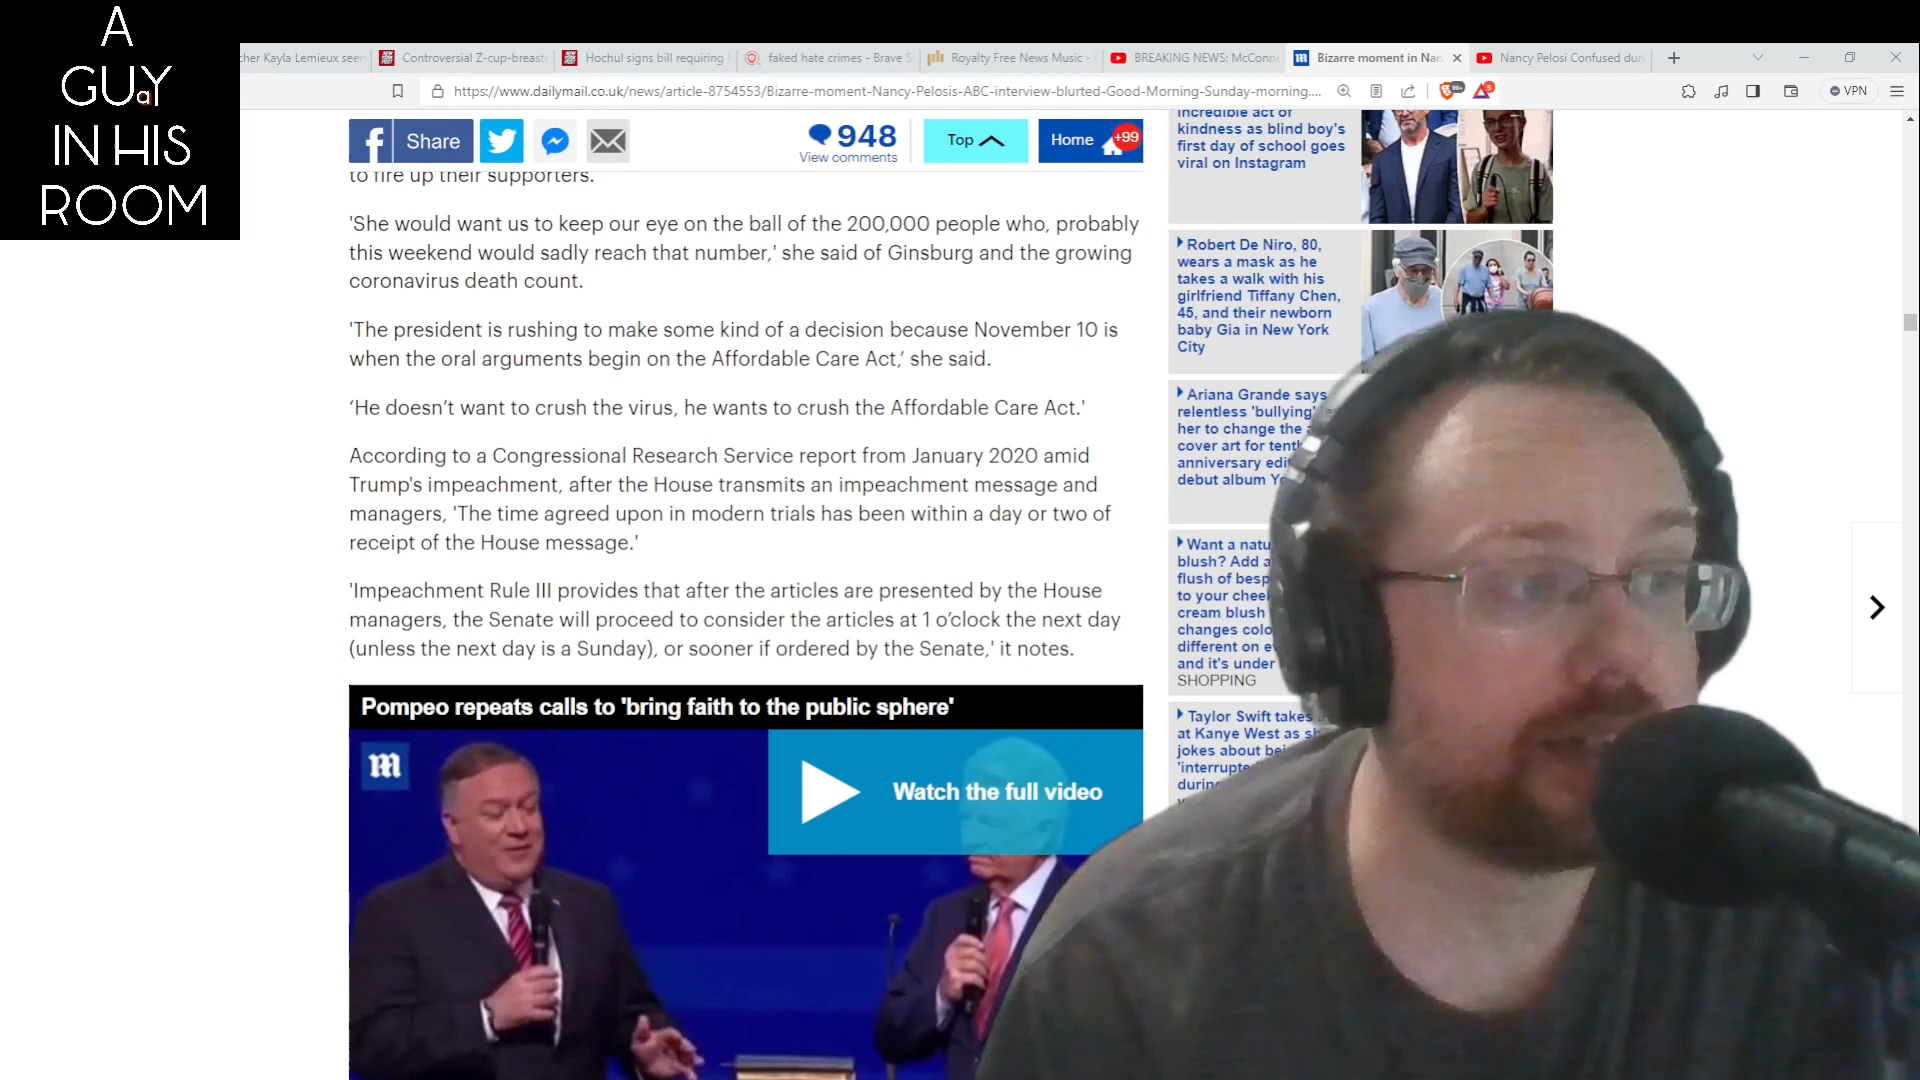 A
GUaY
IN HIS
ROOM
cher Kayla Lemieux see
Controversial Z-cup-breast
Hochul signs bill requiring
faked hate crimes - Brave S
Royalty Free News Music -
BREAKING NEWS: McConn
Bizarre moment in Nan
Nancy Pelosi Confused dur
https://www.dailymail.co.uk/news/article-8754553/Bizarre-moment-Nancy-Pelosis-ABC-interview-blurted-Good-Morning-Sunday-morning....
VPN
Share
948
View comments
Top
Home
+99
to fire up their supporters.
'She would want us to keep our eye on the ball of the 200,000 people who, probably
this weekend would sadly reach that number,' she said of Ginsburg and the growing
coronavirus death count.
'The president is rushing to make some kind of a decision because November 10 is
when the oral arguments begin on the Affordable Care Act,' she said.
‘He doesn’t want to crush the virus, he wants to crush the Affordable Care Act.'
According to a Congressional Research Service report from January 2020 amid
Trump's impeachment, after the House transmits an impeachment message and
managers, 'The time agreed upon in modern trials has been within a day or two of
receipt of the House message.'
'Impeachment Rule III provides that after the articles are presented by the House
managers, the Senate will proceed to consider the articles at 1 o’clock the next day
(unless the next day is a Sunday), or sooner if ordered by the Senate,' it notes.
Pompeo repeats calls to 'bring faith to the public sphere'
m
Watch the full video
incredible act of
kindness as blind boy's
first day of school goes
viral on Instagram
Robert De Niro, 80,
wears a mask as he
takes a walk with his
girlfriend Tiffany Chen,
45, and their newborn
baby Gia in New York
City
Ariana Grande says
relentless 'bullying'
her to change the
cover art for tenth
anniversary
debut album
Want a
blush? Add a
flush of
to your
cream blush
changes
different on
and it's under
SHOPPING
Taylor Swift takes
at Kanye West as
jokes about